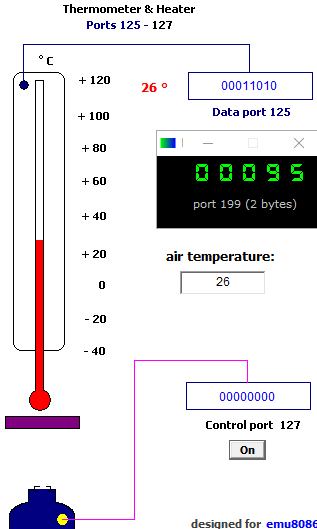 Thermometer & Heater
Ports 125 - 127
°C
+ 120
+ 100
+ 80
+ 60
+ 40
+ 20
0
- 20
- 40
26 °
00011010
Data port 125
00095
port 199 (2 bytes)
air temperature:
26
00000000
Control port 127
On
designed for emu8086